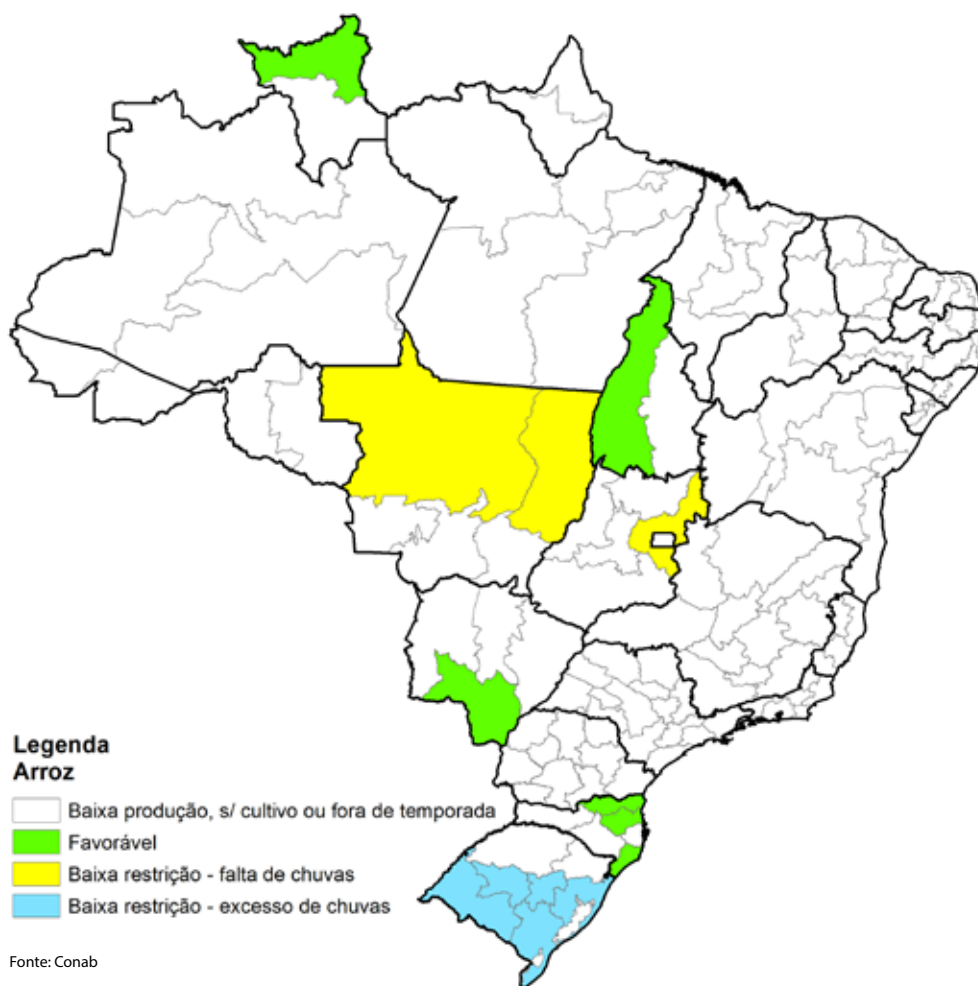 Legenda
Arroz
Baixa produção, s/ cultivo ou fora de temporada
Favorável
Baixa restrição - falta de chuvas
Baixa restrição - excesso de chuvas
Fonte: Conab